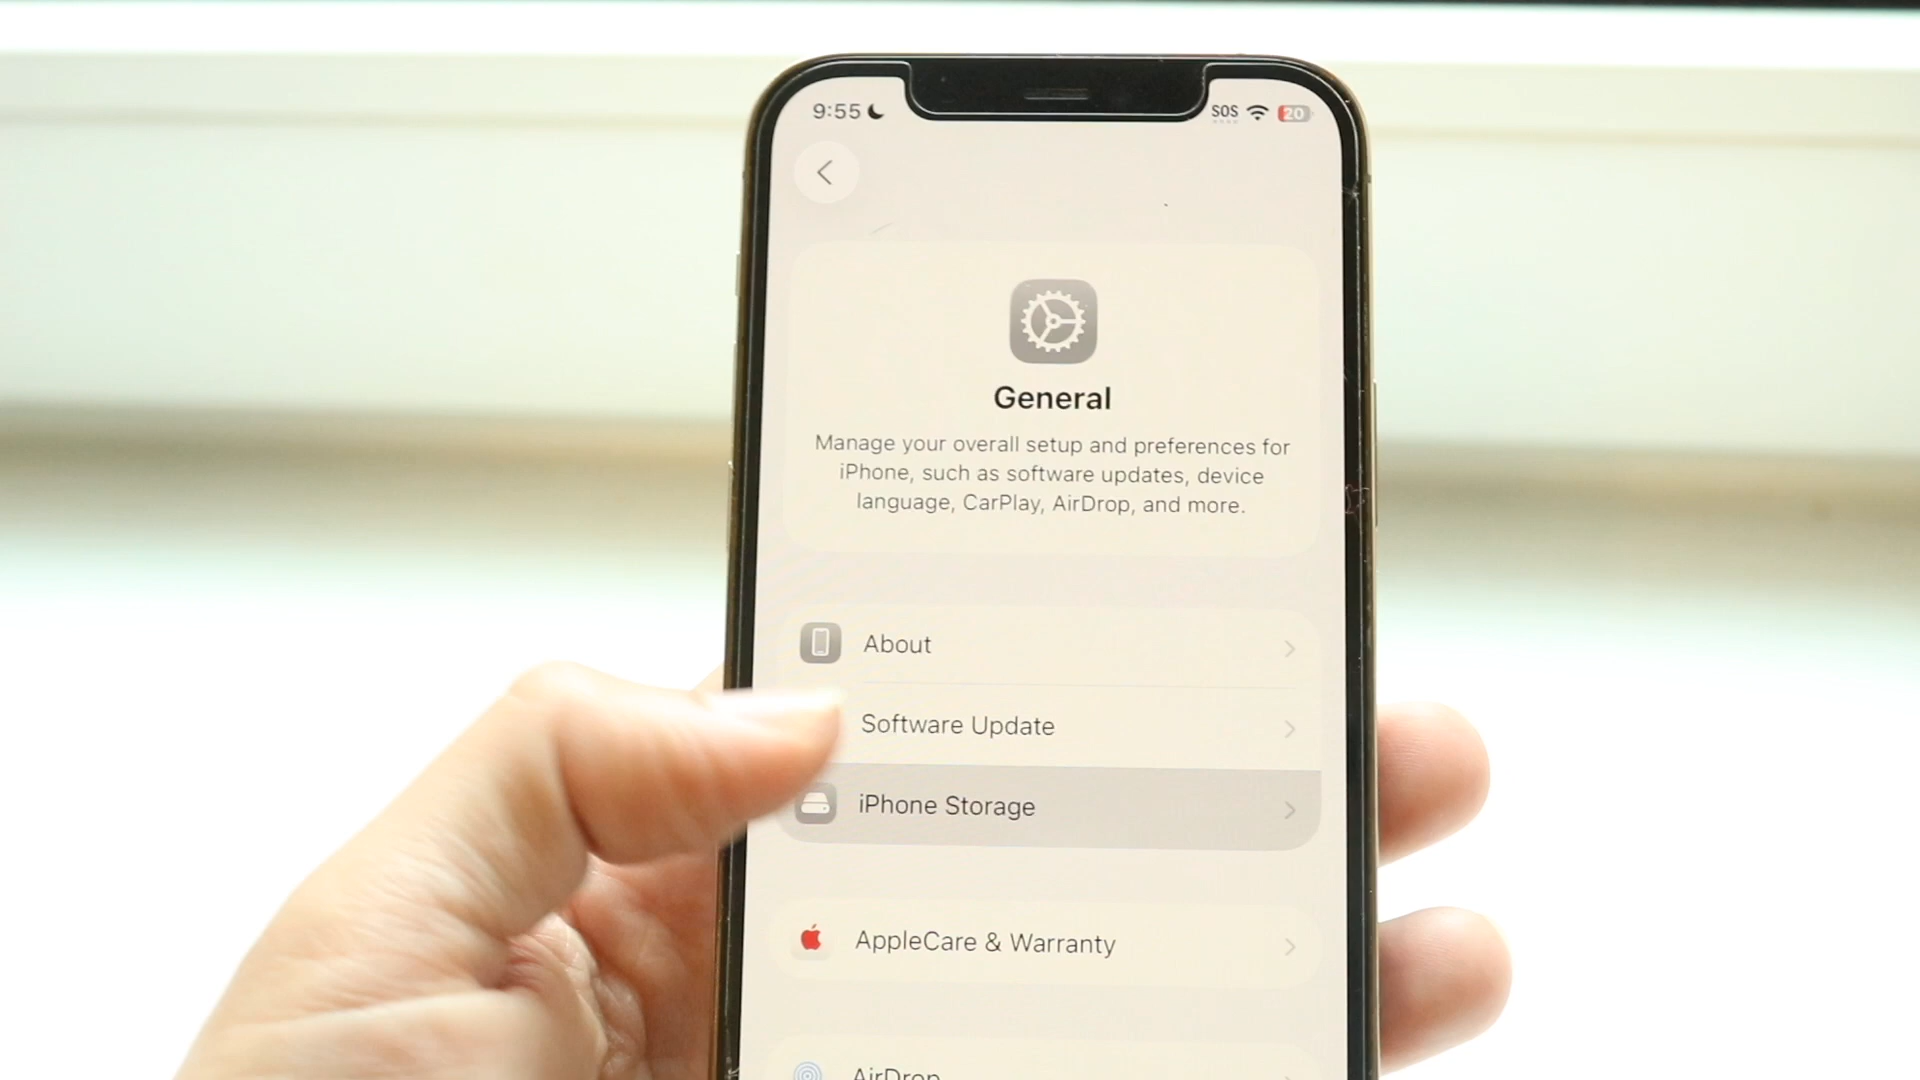 9:55
SOS
20
General
Manage your overall setup and preferences for
iPhone, such as software updates, device
language, CarPlay, AirDrop, and more.
About
Software Update
iPhone Storage
AppleCare & Warranty
AirDrop